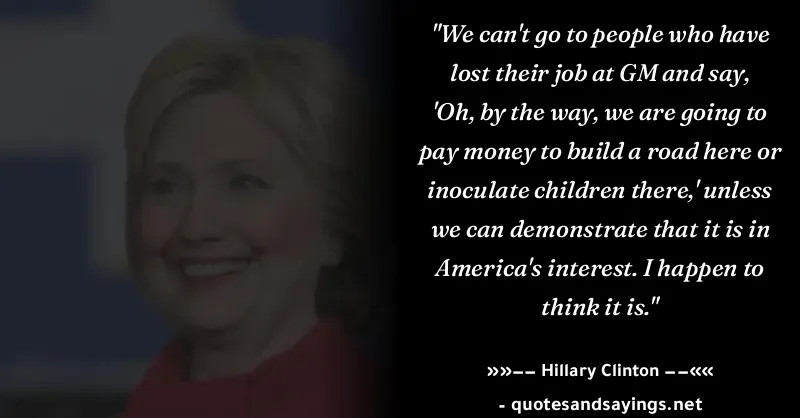 "We can't go to people who have
lost their job at GM and say,
'Oh, by the way, we are going to
pay money to build a road here or
inoculate children there,' unless
we can demonstrate that it is in
America's interest. I happen to
think it is."
»»–– Hillary Clinton ––««
- quotesandsayings.net